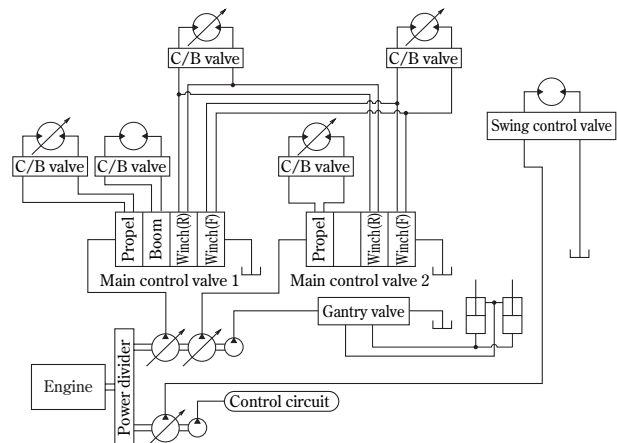 C/B valve
C/B valve
Swing control valve
C/B valve
C/B valve
C/B valve
Propel
Boom
Winch(R)
Winch(F)
Propel
Winch(R)
Winch(F)
Main control valve 1
Main control valve 2
Gantry valve
Power divider
Engine
Control circuit